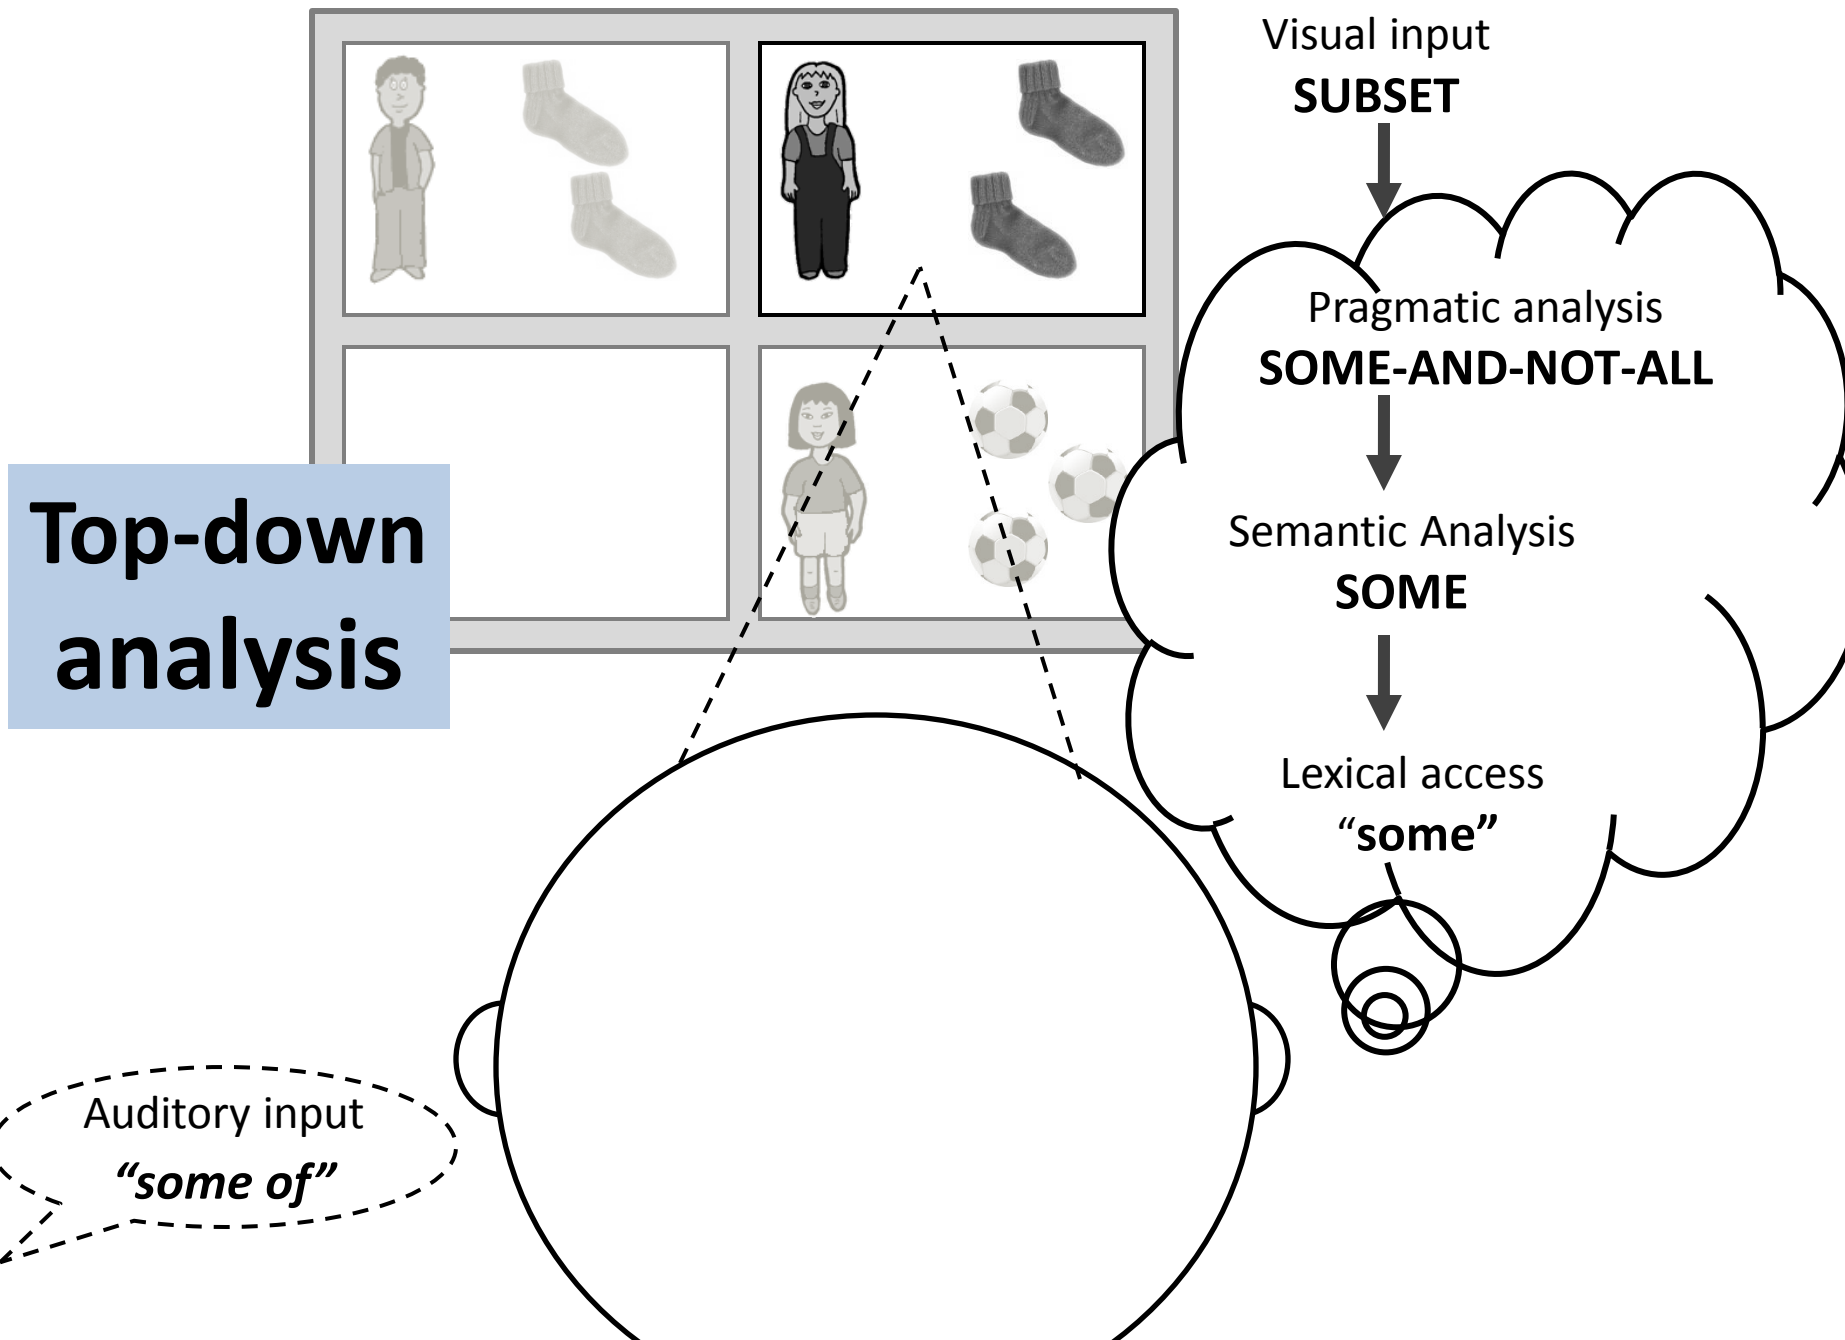 Visual input
SUBSET
Pragmatic analysis
SOME-AND-NOT-ALL
Semantic Analysis
SOME
Lexical access
“some”
Top-down
analysis
Auditory input
“some of”